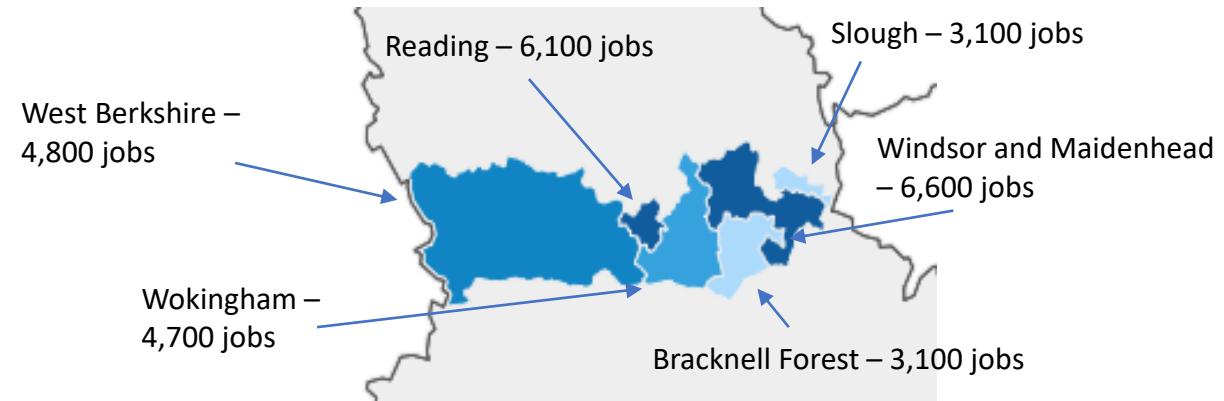 Reading – 6,100 jobs
Slough – 3,100 jobs
West Berkshire –
4,800 jobs
Windsor and Maidenhead
– 6,600 jobs
Wokingham –
4,700 jobs
Bracknell Forest – 3,100 jobs